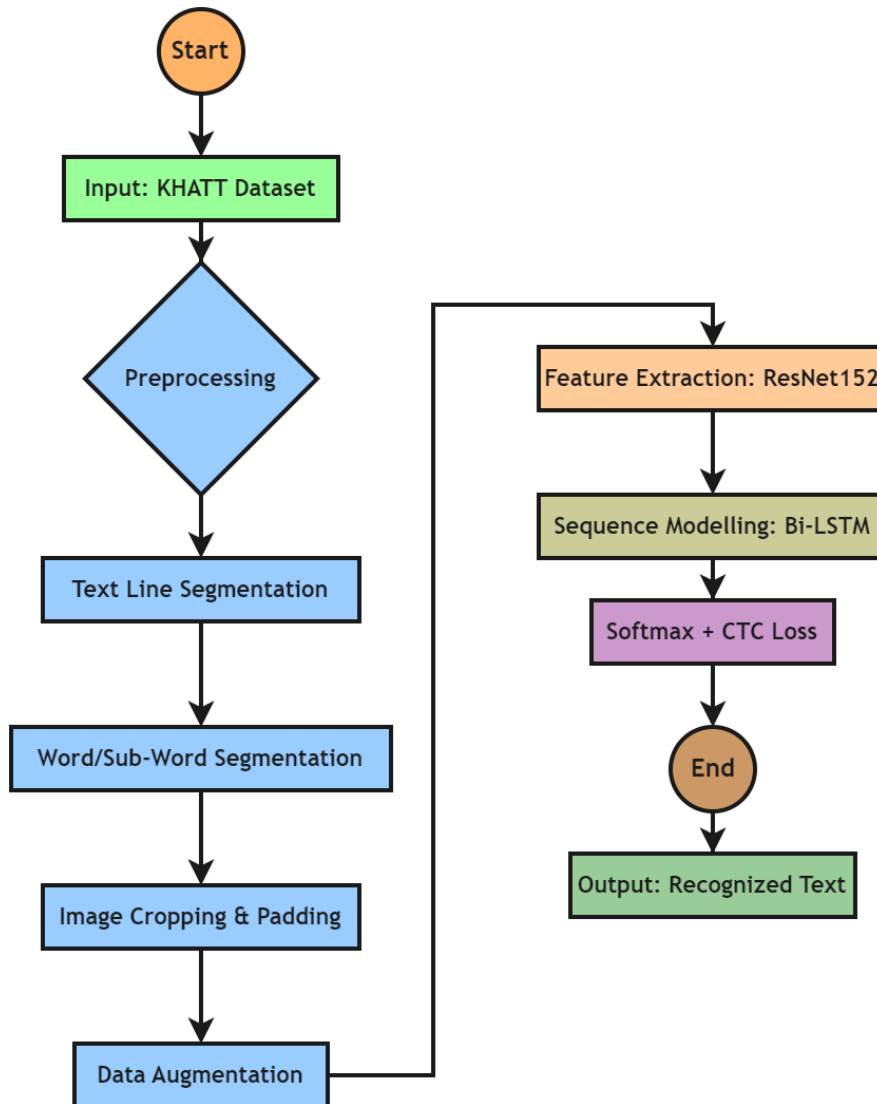 Start
Input: KHATT Dataset
Preprocessing
Text Line Segmentation
Word/Sub-Word Segmentation
Image Cropping & Padding
Data Augmentation
Feature Extraction: ResNet152
Sequence Modelling: Bi-LSTM
Softmax + CTC Loss
End
Output: Recognized Text